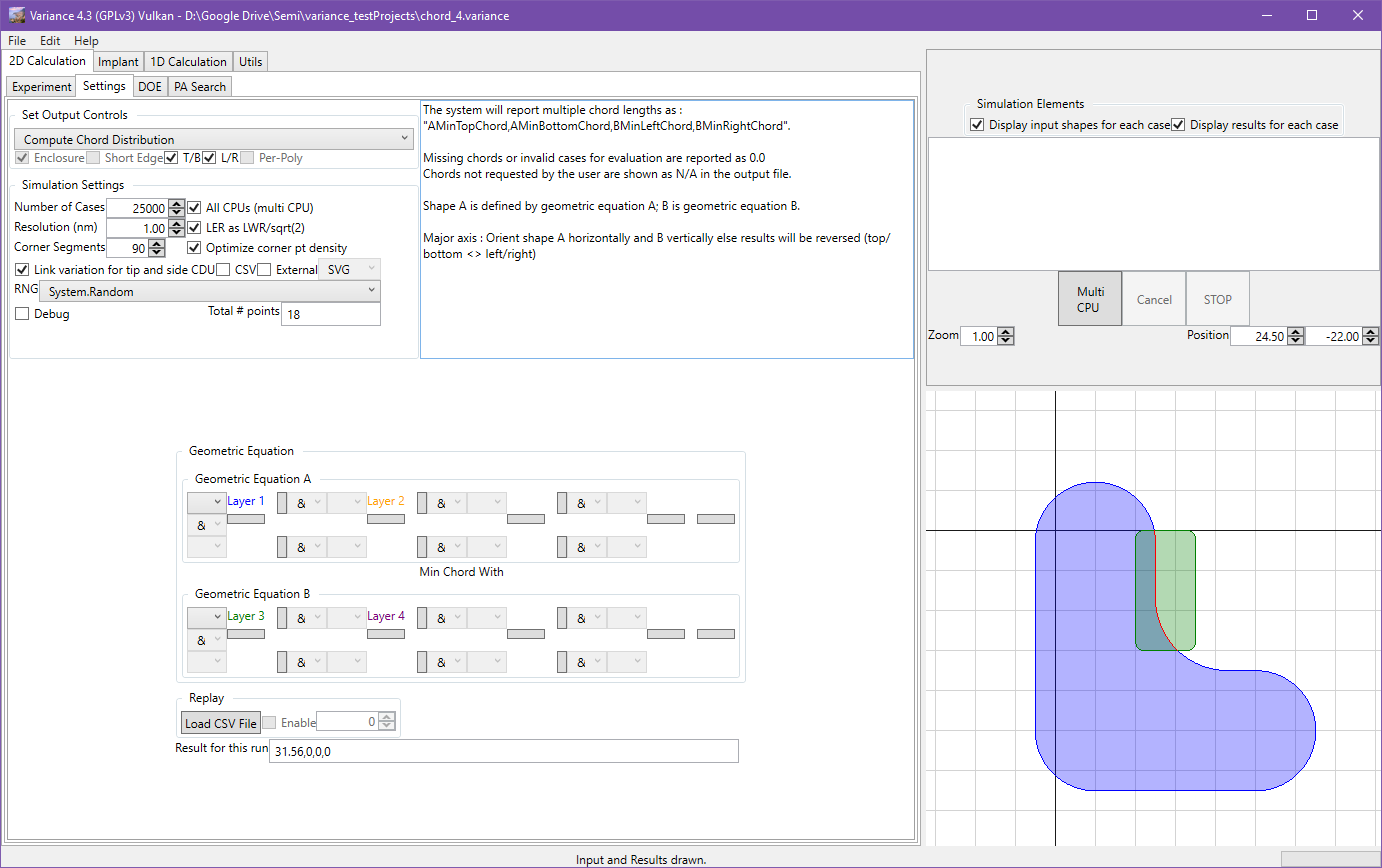 Variance 4.3 (GPLv3) Vulkan - D:\Google Drive\Semi\variance_testProjects\chord_4.variance
File Edit Help
2D Calculation Implant 1D Calculation Utils
Experiment Settings DOE PA Search
Set Output Controls
Compute Chord Distribution
Enclosure Short Edge T/B L/R Per-Poly
Simulation Settings
Number of Cases 25000 All CPUs (multi CPU)
Resolution (nm) 1.00 LER as LWR/sqrt(2)
Corner Segments 90 Optimize corner pt density
Link variation for tip and side CDU CSV External SVG
RNG System.Random
Debug Total # points 18
The system will report multiple chord lengths as :
"AMinTopChord,AMinBottomChord,BMinLeftChord,BMinRightChord".
Missing chords or invalid cases for evaluation are reported as 0.0
Chords not requested by the user are shown as N/A in the output file.
Shape A is defined by geometric equation A; B is geometric equation B.
Major axis : Orient shape A horizontally and B vertically else results will be reversed (top/
bottom <> left/right)
Geometric Equation
Geometric Equation A
Layer 1 & Layer 2 & &
&
& & &
Min Chord With
Geometric Equation B
Layer 3 & Layer 4 & &
&
& & &
Replay
Load CSV File Enable 0
Result for this run 31.56,0,0,0
Simulation Elements
Display input shapes for each case Display results for each case
Multi
CPU
Cancel STOP
Zoom 1.00 Position 24.50 -22.00
Input and Results drawn.